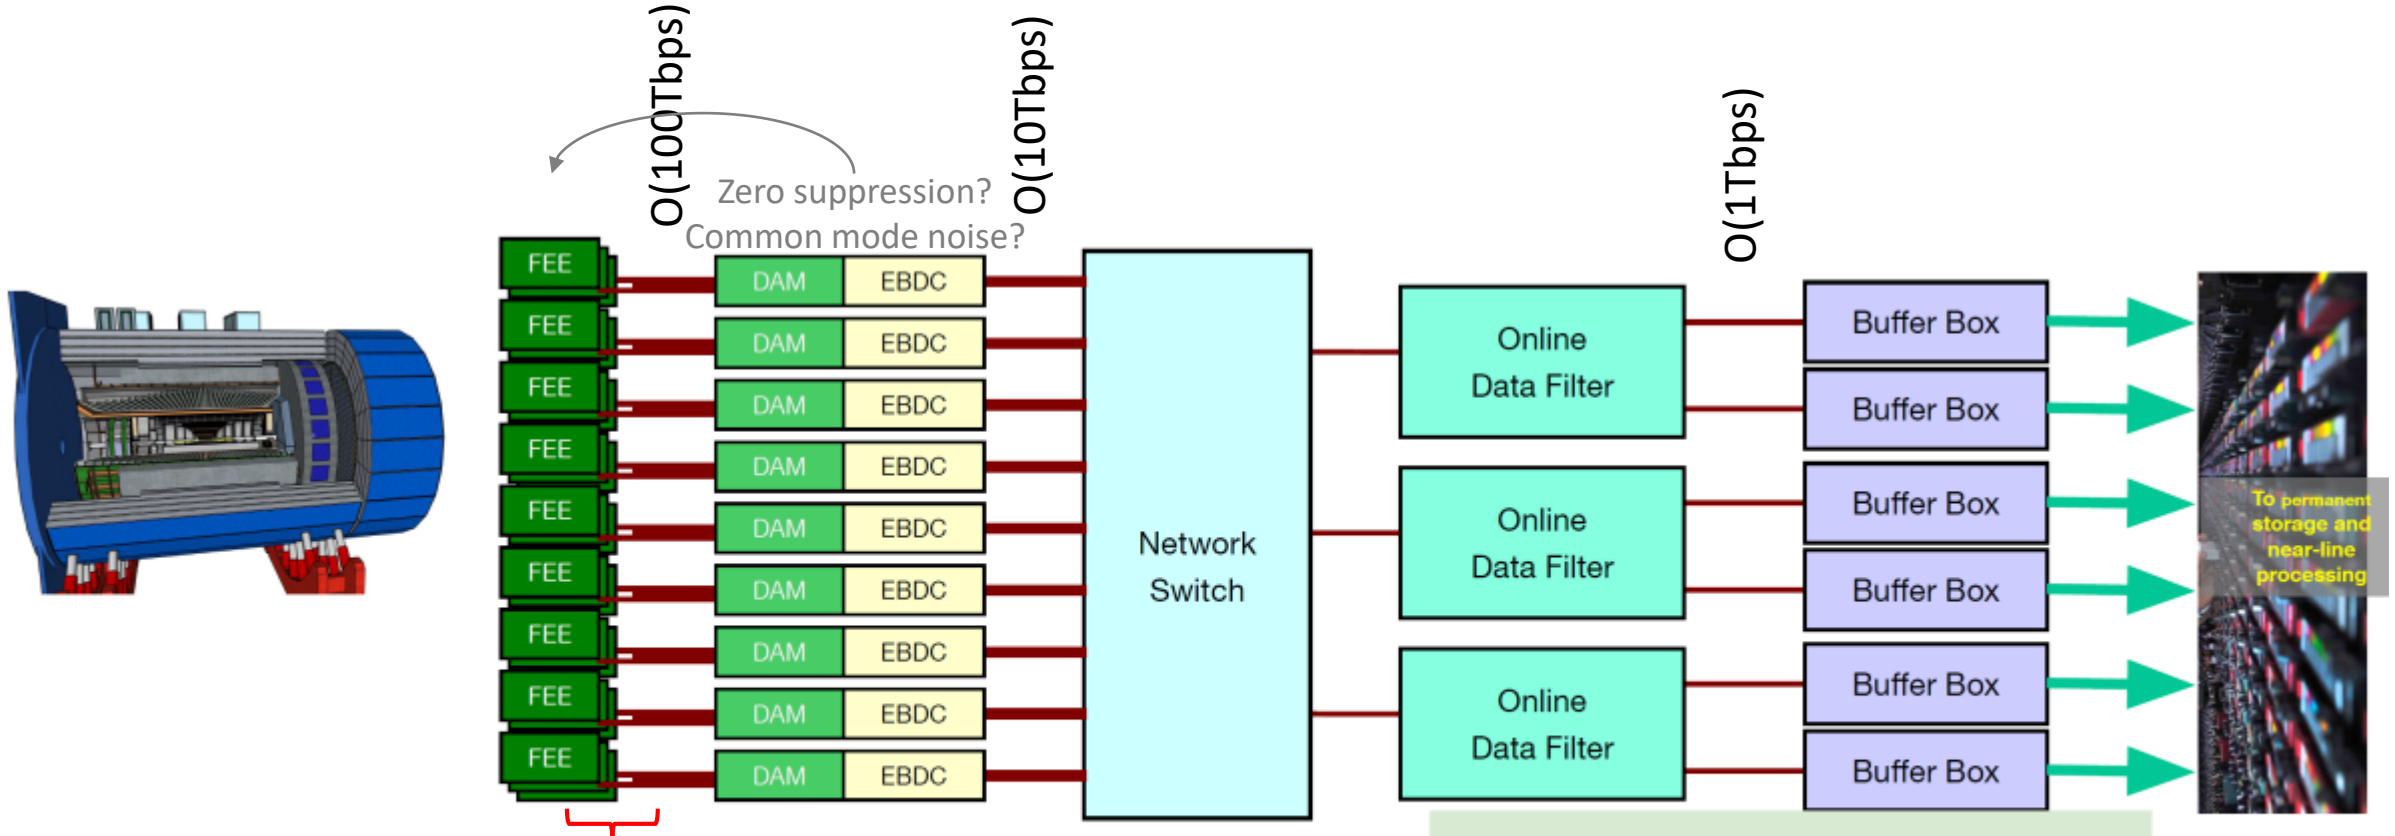 O(100Tbps)
O(10Tbps)
O(1Tbps)
Zero suppression?
Common mode noise?
FEE
DAM
EBDC
FEE
DAM
EBDC
FEE
DAM
EBDC
FEE
DAM
EBDC
FEE
DAM
EBDC
FEE
DAM
EBDC
FEE
DAM
EBDC
FEE
DAM
EBDC
FEE
DAM
EBDC
Network
Switch
Online
Data Filter
Online
Data Filter
Online
Data Filter
Buffer Box
Buffer Box
Buffer Box
Buffer Box
Buffer Box
Buffer Box
To permanent
storage and
near-line
processing